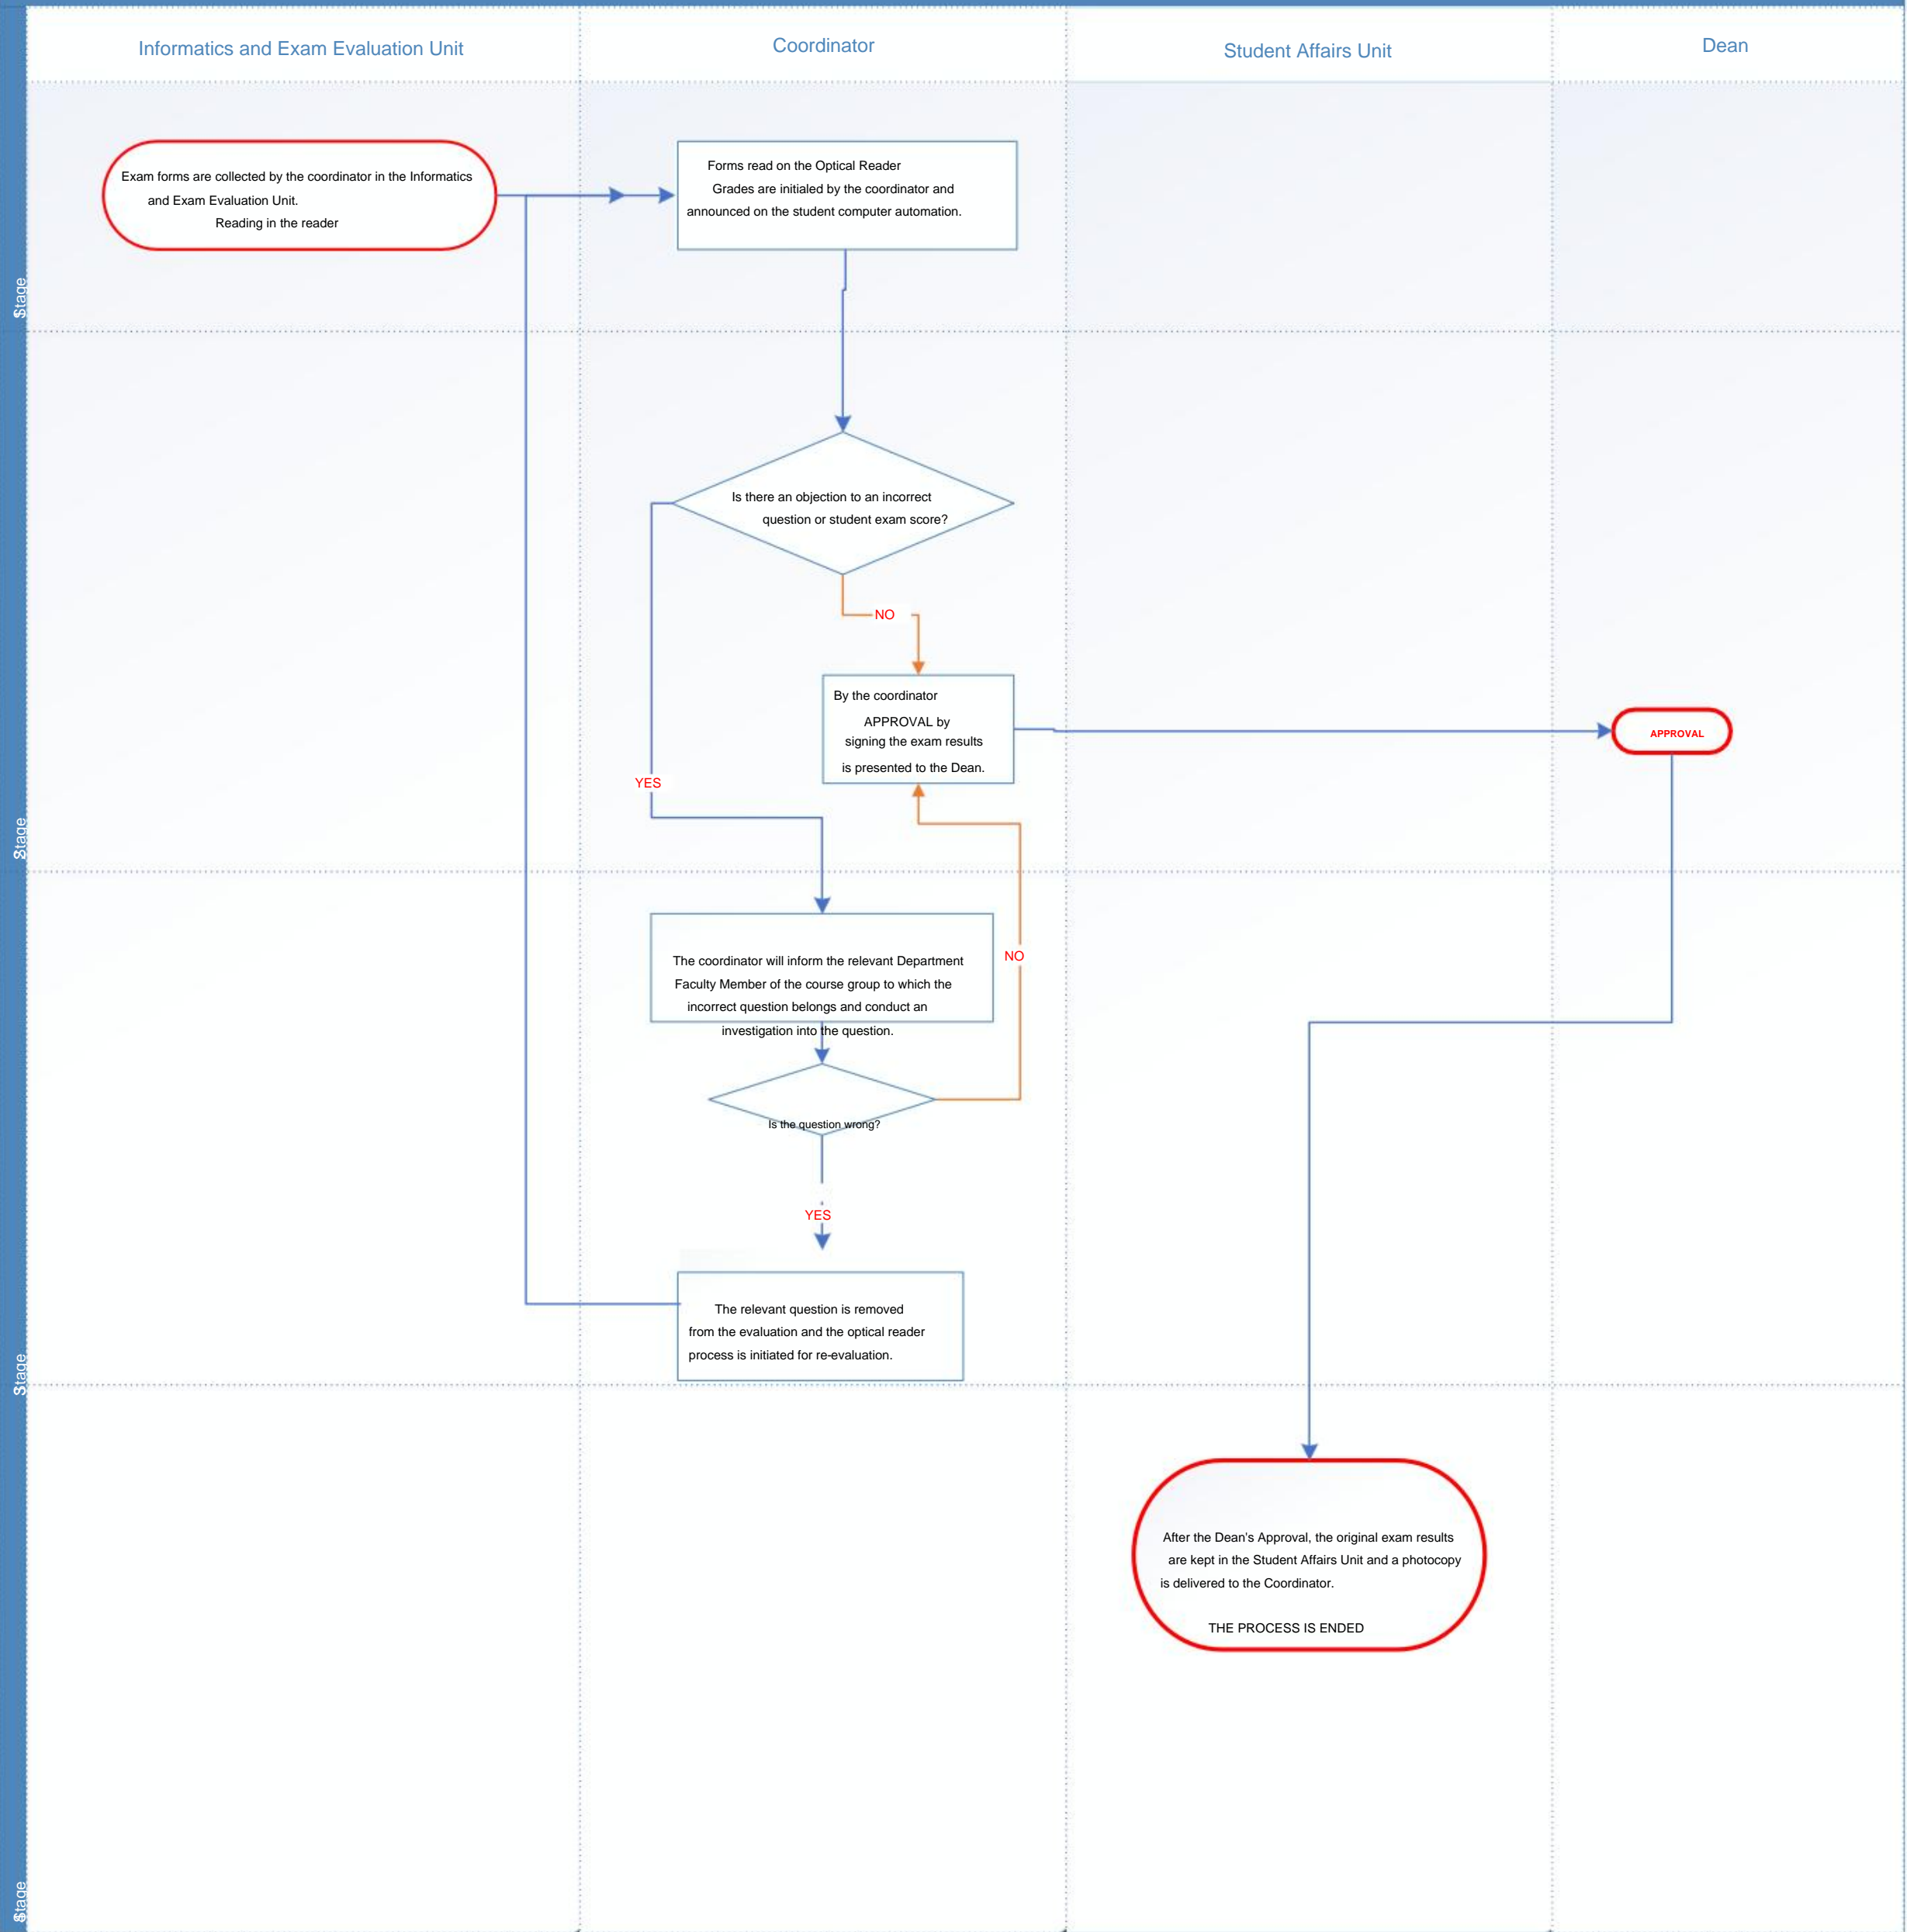 Informatics and Exam Evaluation Unit
Coordinator
Student Affairs Unit
Dean
Exam forms are collected by the coordinator in the Informatics
and Exam Evaluation Unit.
Reading in the reader
Forms read on the Optical Reader
Grades are initialed by the coordinator and
announced on the student computer automation.
Stage
Is there an objection to an incorrect
question or student exam score?
NO
By the coordinator
APPROVAL by
signing the exam results
is presented to the Dean.
APPROVAL
YES
Stage
The coordinator will inform the relevant Department
Faculty Member of the course group to which the
incorrect question belongs and conduct an
investigation into the question.
NO
Is the question wrong?
YES
The relevant question is removed
from the evaluation and the optical reader
process is initiated for re-evaluation.
Stage
After the Dean's Approval, the original exam results
are kept in the Student Affairs Unit and a photocopy
is delivered to the Coordinator.
THE PROCESS IS ENDED
Stage